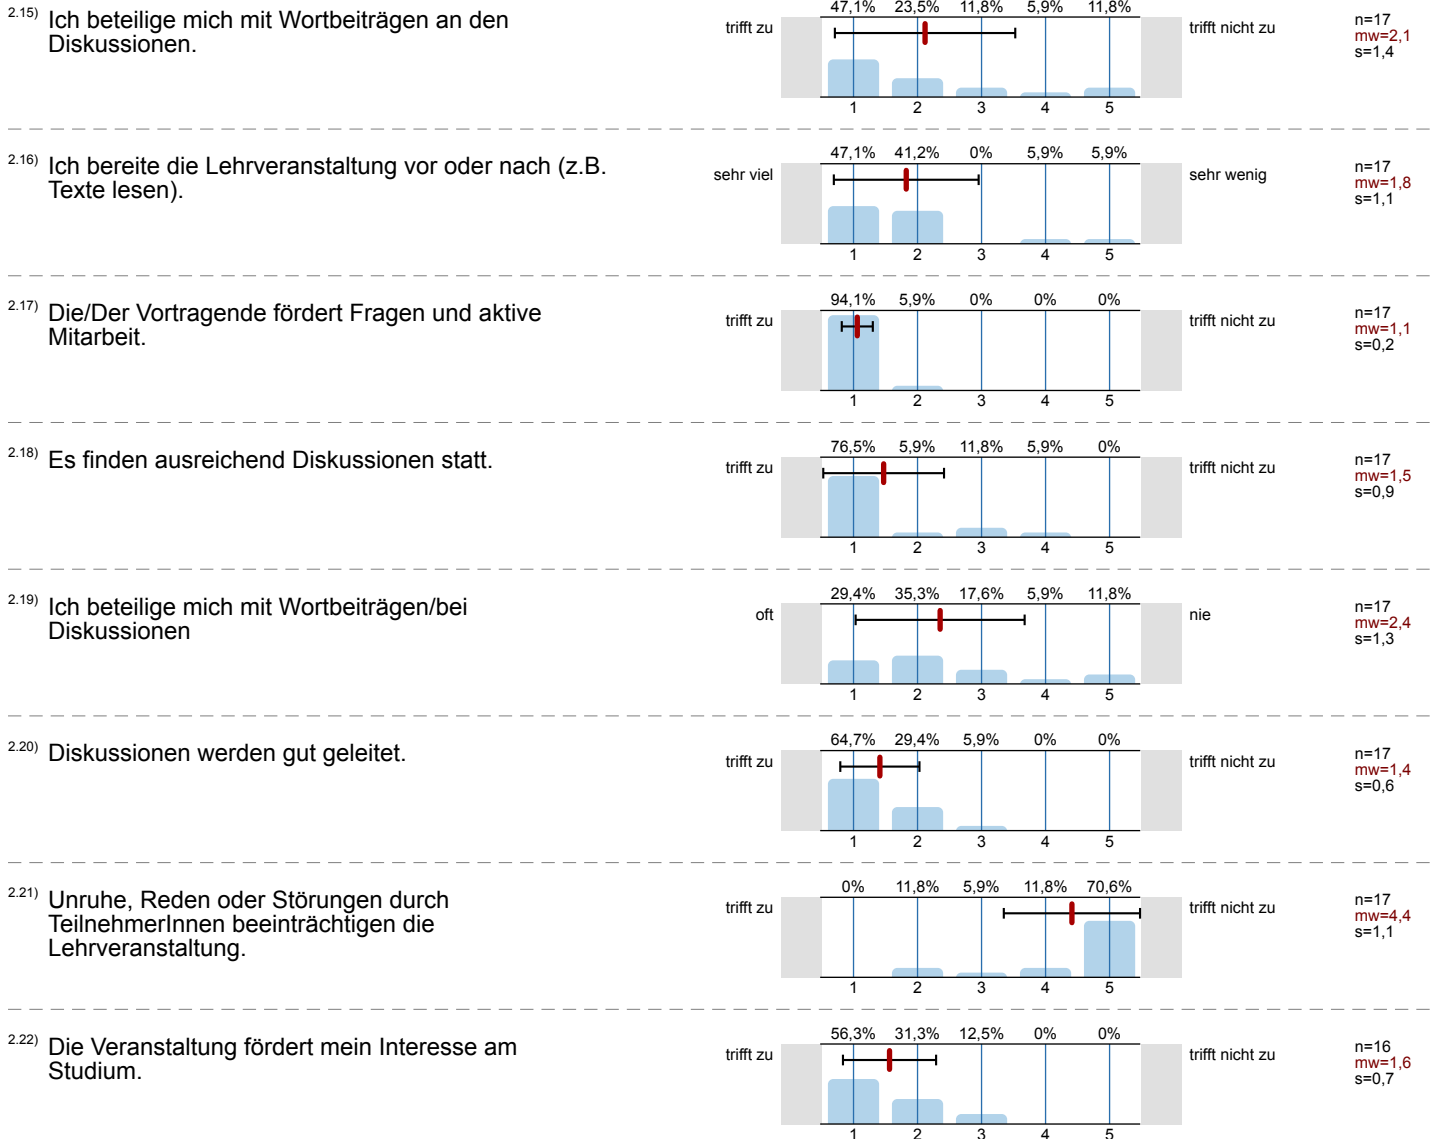 2.15) Ich beteilige mich mit Wortbeiträgen an den
Diskussionen.
47,1% 23,5% 11,8% 5,9% 11,8%
trifft zu
trifft nicht zu
n=17
mw=2,1
s=1,4
1 2 3 4 5
2.16) Ich bereite die Lehrveranstaltung vor oder nach (z.B.
Texte lesen).
47,1% 41,2% 0% 5,9% 5,9%
sehr viel
sehr wenig
n=17
mw=1,8
s=1,1
1 2 3 4 5
2.17) Die/Der Vortragende fördert Fragen und aktive
Mitarbeit.
94,1% 5,9% 0% 0% 0%
trifft zu
trifft nicht zu
n=17
mw=1,1
s=0,2
1 2 3 4 5
2.18) Es finden ausreichend Diskussionen statt.
76,5% 5,9% 11,8% 5,9% 0%
trifft zu
trifft nicht zu
n=17
mw=1,5
s=0,9
1 2 3 4 5
2.19) Ich beteilige mich mit Wortbeiträgen/bei
Diskussionen
29,4% 35,3% 17,6% 5,9% 11,8%
oft
nie
n=17
mw=2,4
s=1,3
1 2 3 4 5
2.20) Diskussionen werden gut geleitet.
64,7% 29,4% 5,9% 0% 0%
trifft zu
trifft nicht zu
n=17
mw=1,4
s=0,6
1 2 3 4 5
2.21) Unruhe, Reden oder Störungen durch
TeilnehmerInnen beeinträchtigen die
Lehrveranstaltung.
0% 11,8% 5,9% 11,8% 70,6%
trifft zu
trifft nicht zu
n=17
mw=4,4
s=1,1
1 2 3 4 5
2.22) Die Veranstaltung fördert mein Interesse am
Studium.
56,3% 31,3% 12,5% 0% 0%
trifft zu
trifft nicht zu
n=16
mw=1,6
s=0,7
1 2 3 4 5